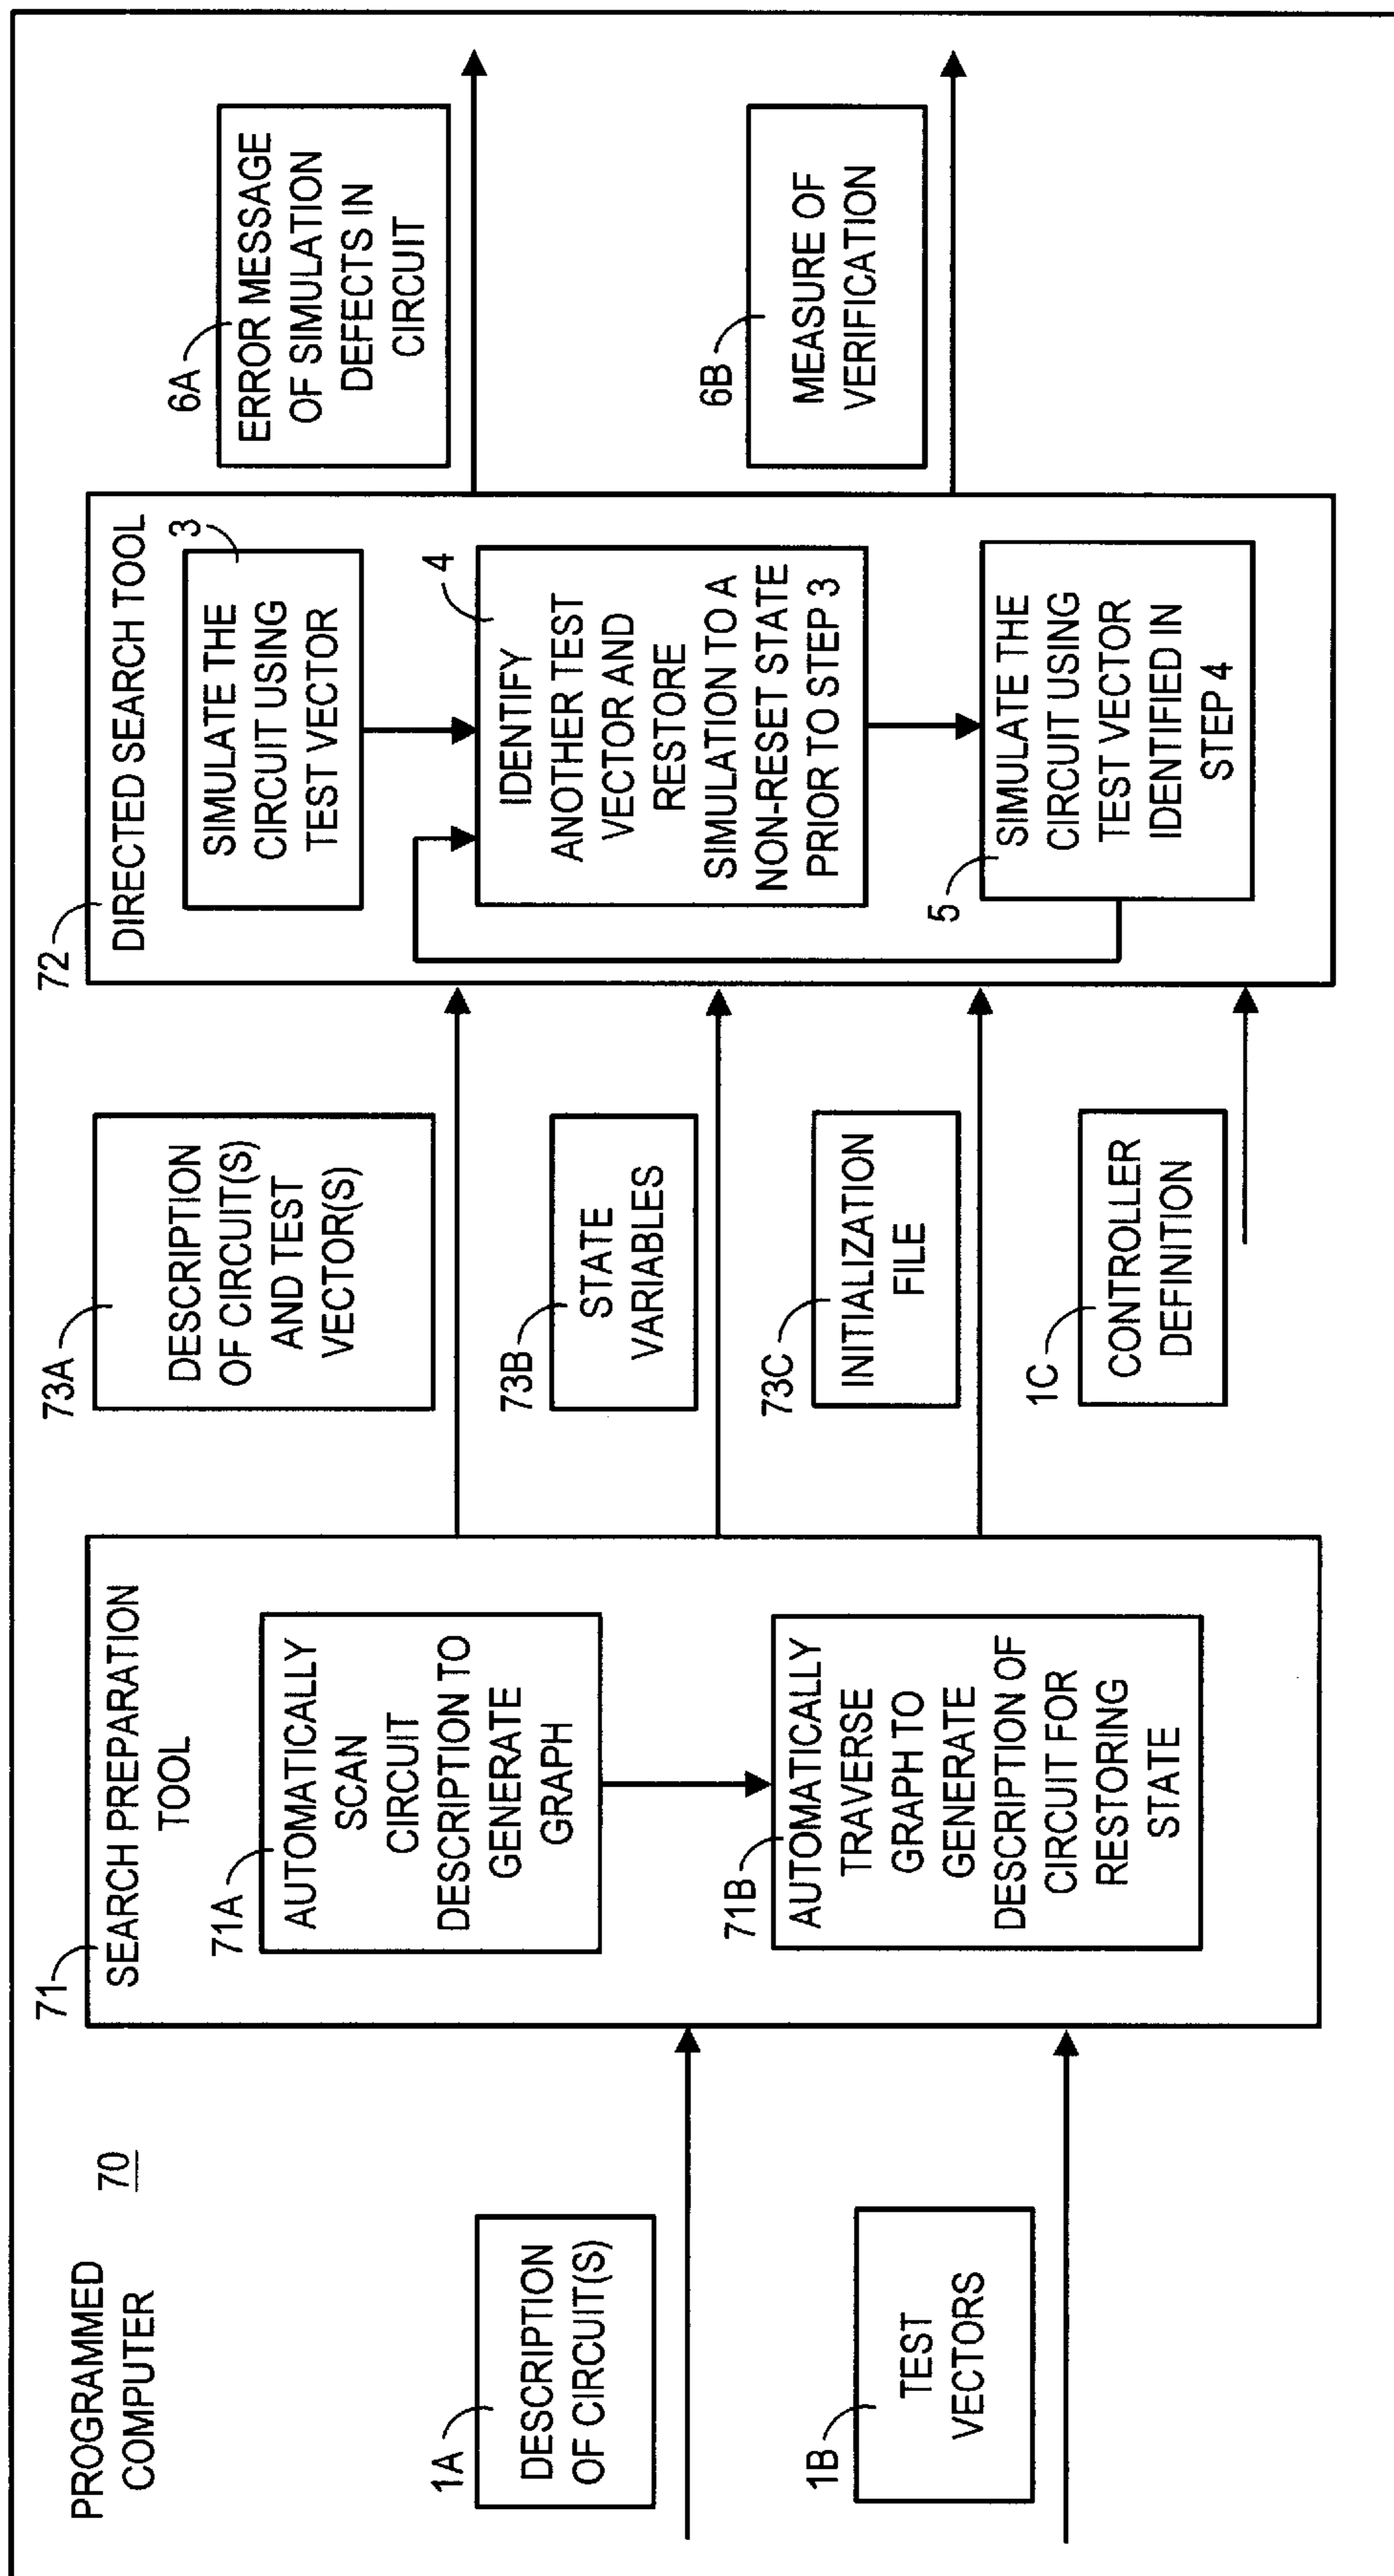 PROGRAMMED
COMPUTER
70
1A
DESCRIPTION
OF CIRCUIT(S)
1B
TEST
VECTORS
71
SEARCH PREPARATION
TOOL
71A
AUTOMATICALLY
SCAN
CIRCUIT
DESCRIPTION TO
GENERATE
GRAPH
71B
AUTOMATICALLY
TRAVERSE
GRAPH TO
GENERATE
DESCRIPTION OF
CIRCUIT FOR
RESTORING
STATE
73A
DESCRIPTION
OF CIRCUIT(S)
AND TEST
VECTOR(S)
73B
STATE
VARIABLES
73C
INITIALIZATION
FILE
1C
CONTROLLER
DEFINITION
72
DIRECTED SEARCH TOOL
3
SIMULATE THE
CIRCUIT USING
TEST VECTOR
4
IDENTIFY
ANOTHER TEST
VECTOR AND
RESTORE
SIMULATION TO A
NON-RESET STATE
PRIOR TO STEP 3
5
SIMULATE THE
CIRCUIT USING
TEST VECTOR
IDENTIFIED IN
STEP 4
6A
ERROR MESSAGE
OF SIMULATION
DEFECTS IN
CIRCUIT
6B
MEASURE OF
VERIFICATION